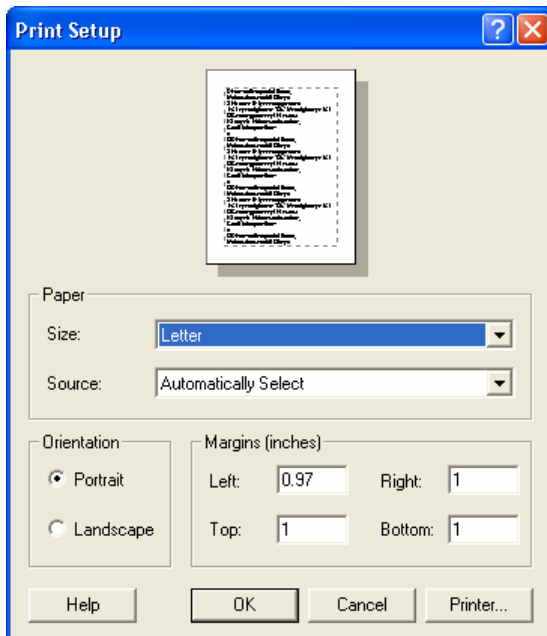 Print Setup
Paper
Size: Letter
Source: Automatically Select
Orientation
Portrait
Landscape
Margins (inches)
Left: 0.97 Right: 1
Top: 1 Bottom: 1
Help OK Cancel Printer...